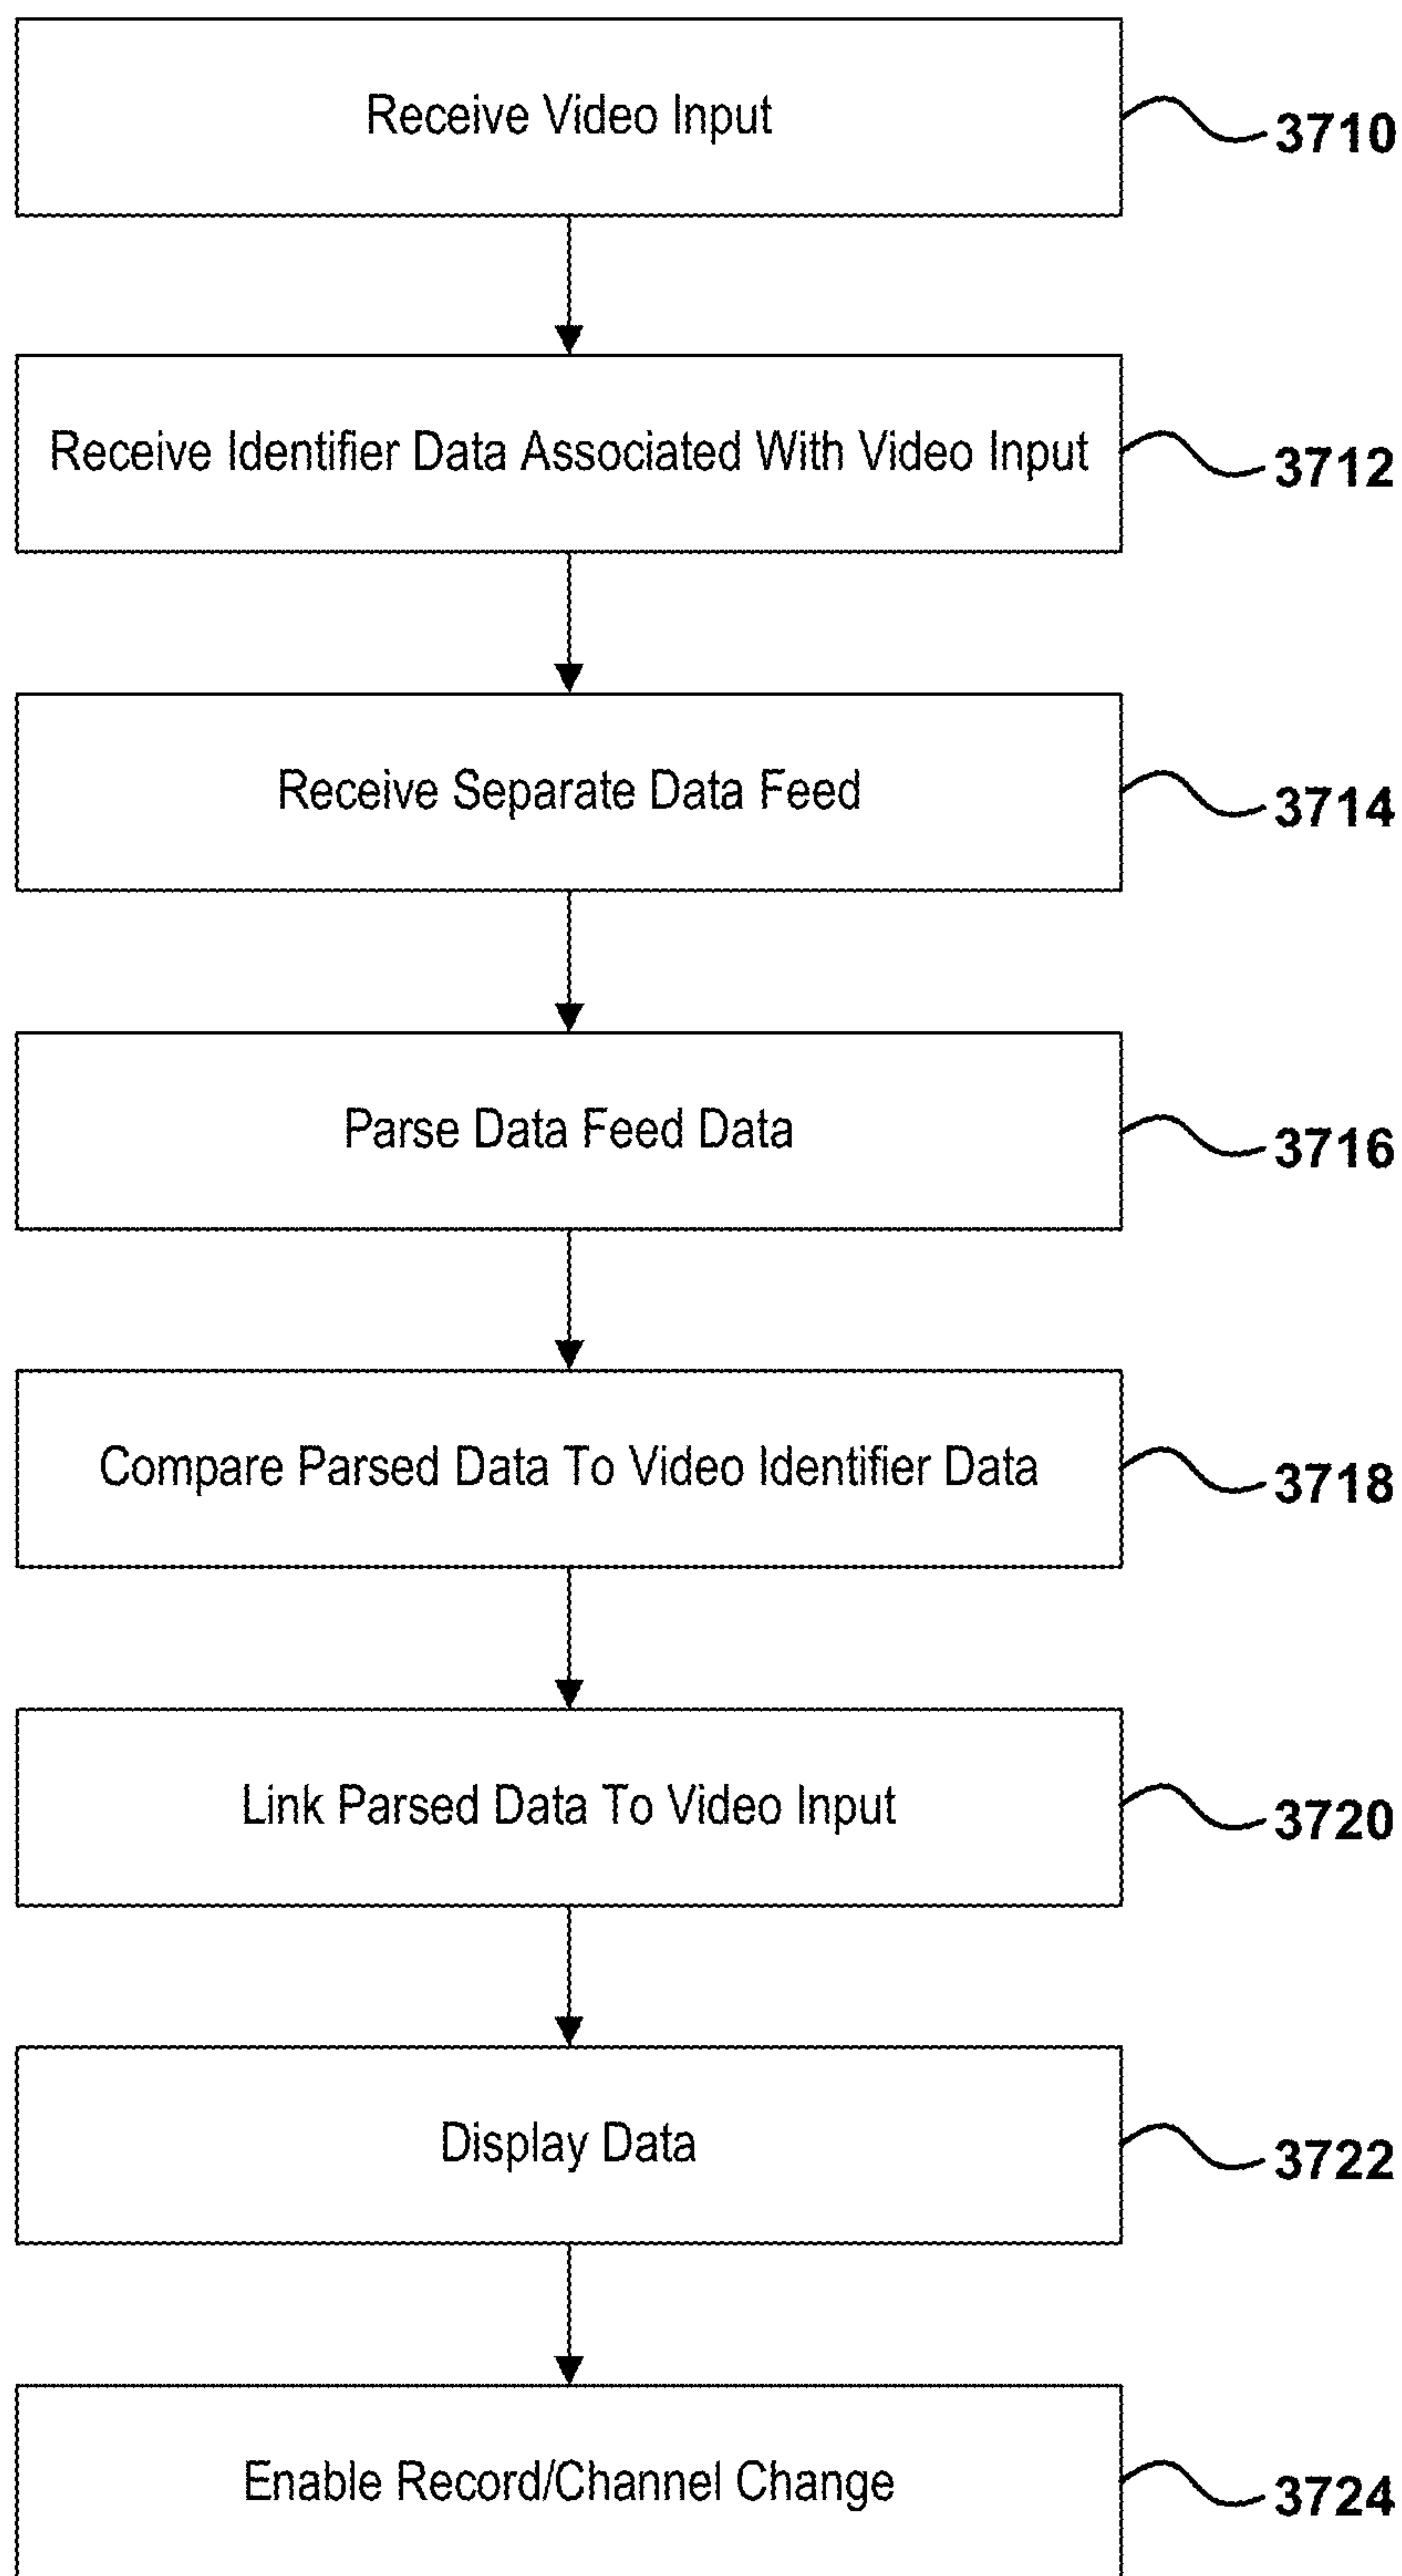 Receive Video Input
3710
Receive Identifier Data Associated With Video Input
3712
Receive Separate Data Feed
3714
Parse Data Feed Data
3716
Compare Parsed Data To Video Identifier Data
3718
Link Parsed Data To Video Input
3720
Display Data
3722
Enable Record/Channel Change
3724